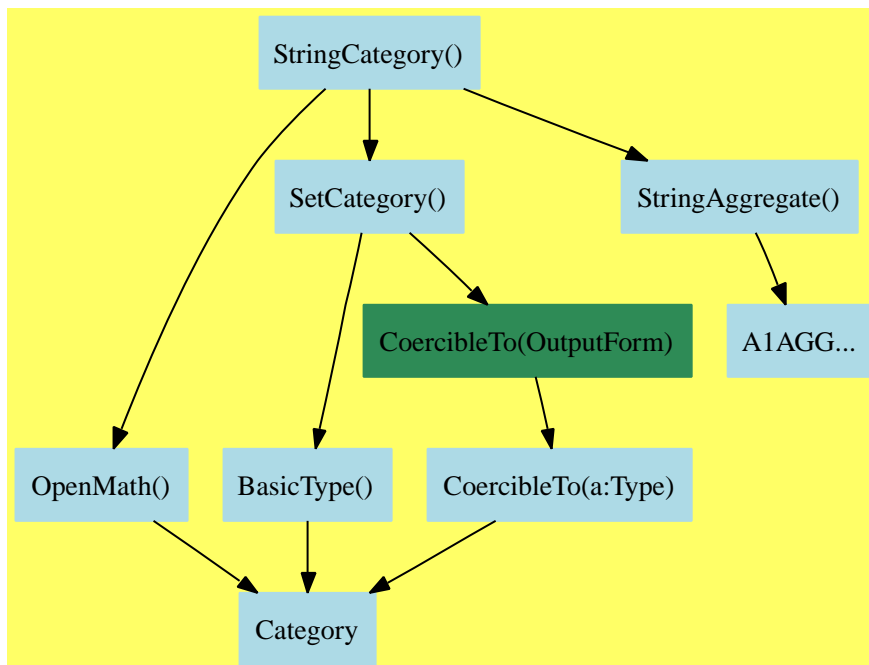 StringCategory()
SetCategory()
StringAggregate()
CoercibleTo(OutputForm)
A1AGG...
OpenMath()
BasicType()
CoercibleTo(a:Type)
Category